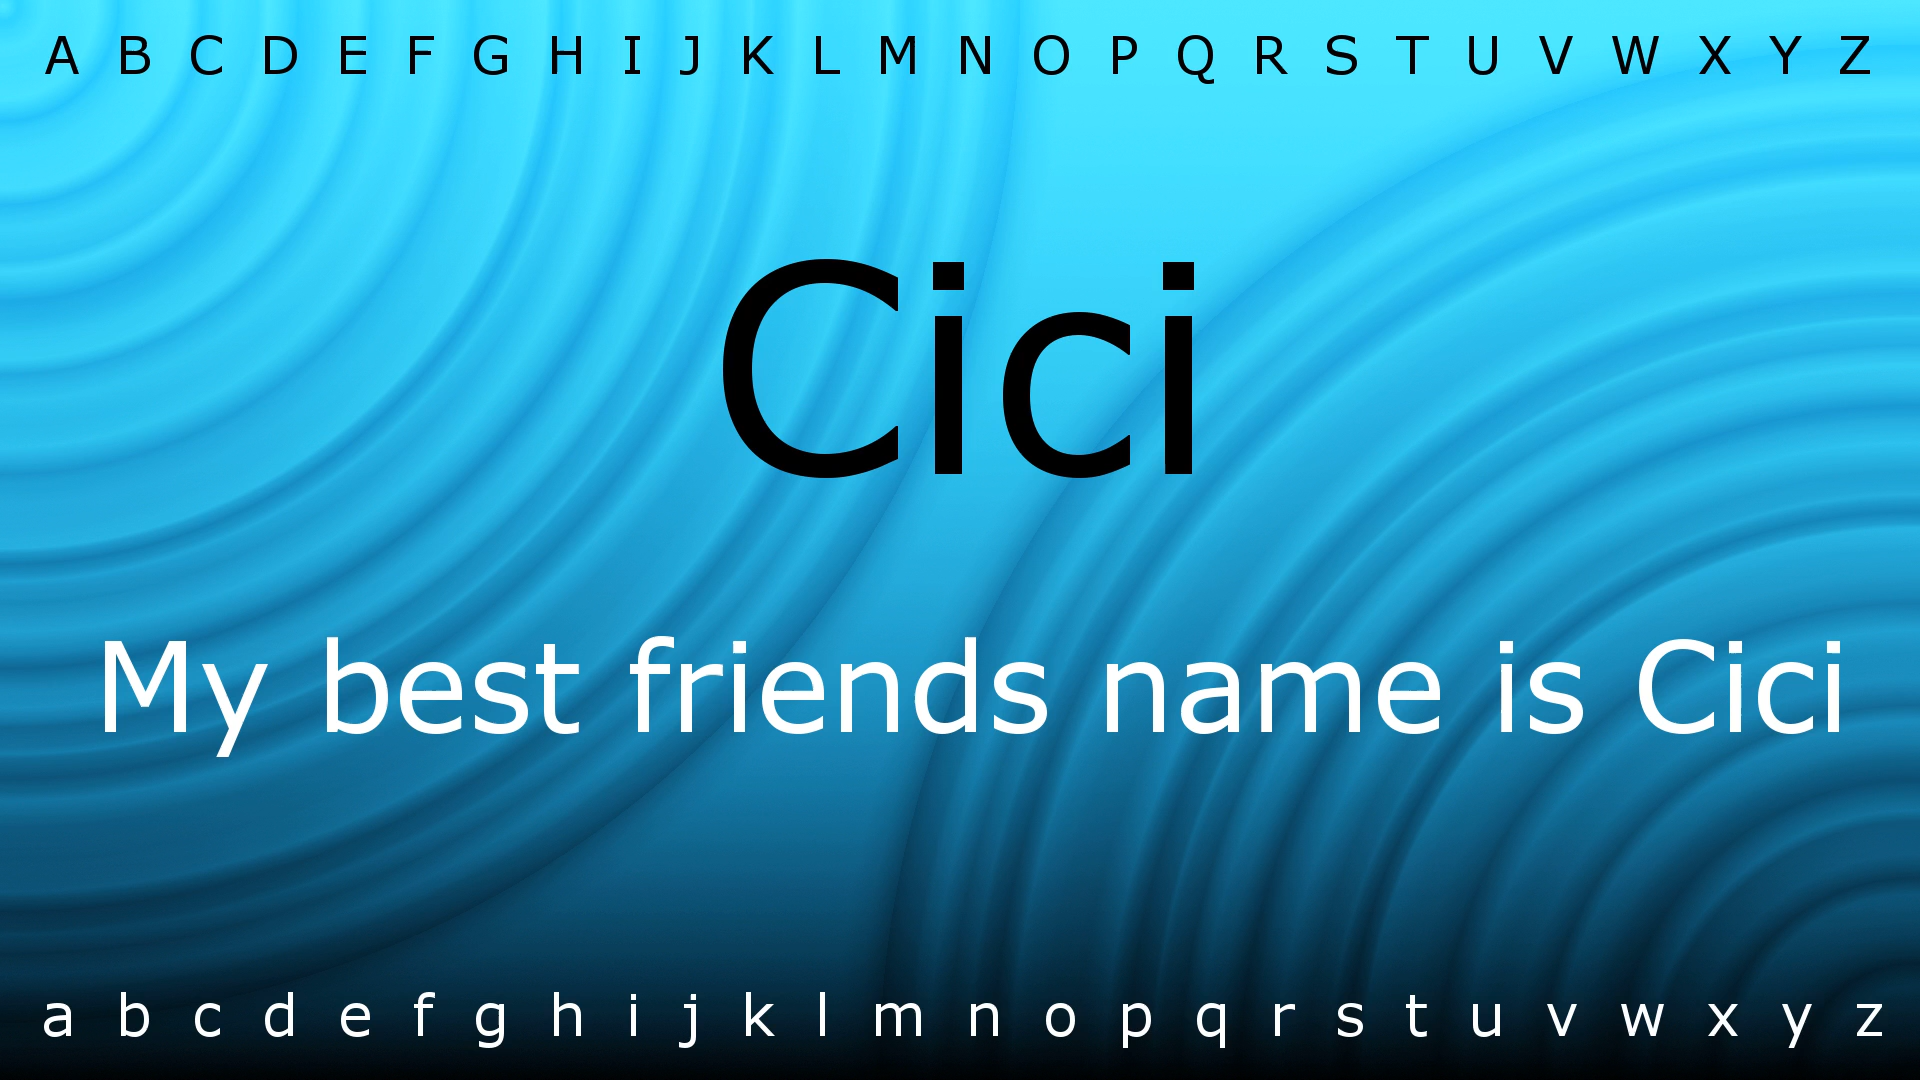 A B C D E F G H I J K L M N O P Q R S T U V W X Y Z
Cici
My best friends name is Cici
a b c d e f g h i j k l m n o p q r s t u v w x y z